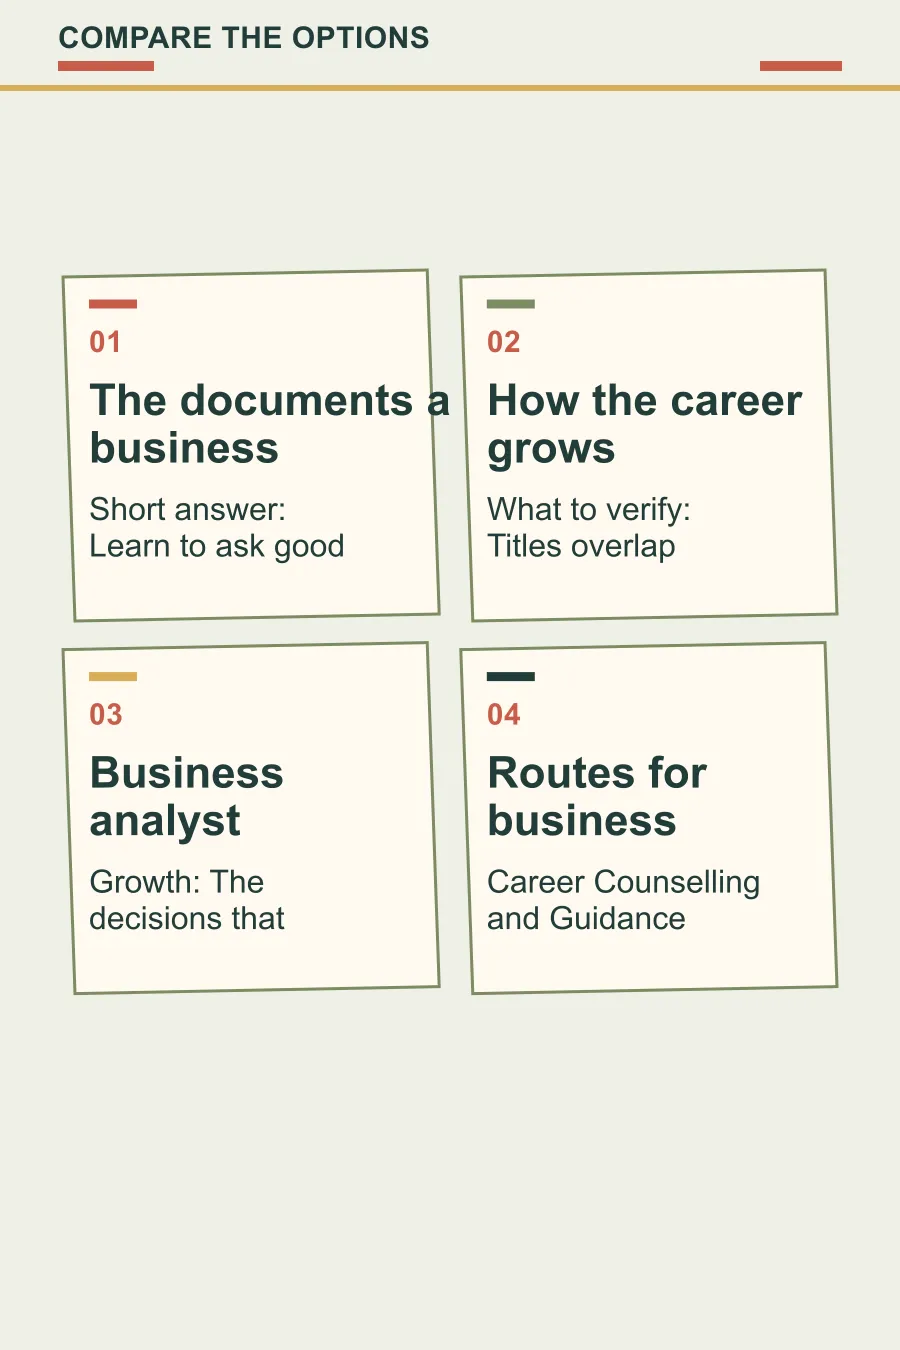 COMPARE THE OPTIONS
01
The documents a
business
Short answer:
Learn to ask good
02
How the career
grows
What to verify:
Titles overlap
03
Business
analyst
Growth: The
decisions that
04
Routes for
business
Career Counselling
and Guidance